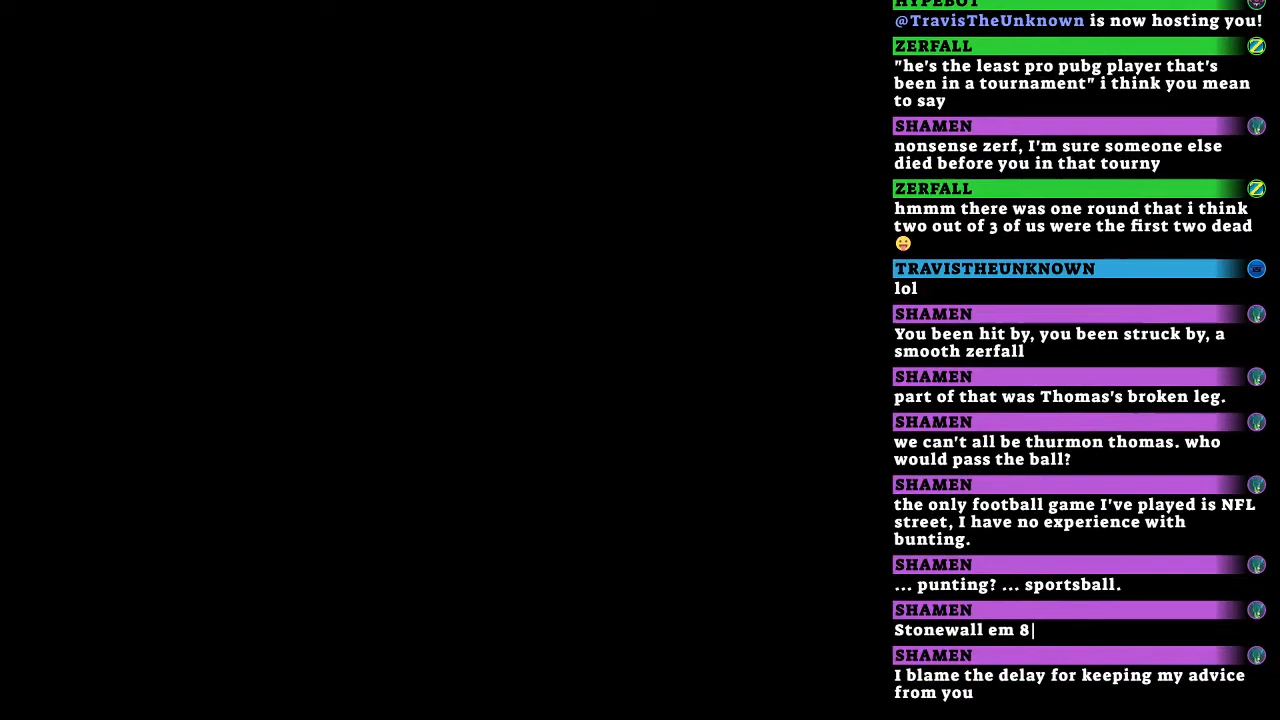 HYPEBOT
@TravisTheUnknown is now hosting you!
ZERFALL
"he's the least pro pubg player that's
been in a tournament" i think you mean
to say
SHAMEN
nonsense zerf, I'm sure someone else
died before you in that tourny
ZERFALL
hmmm there was one round that i think
two out of 3 of us were the first two dead
😛
TRAVISTHEUNKNOWN
lol
SHAMEN
You been hit by, you been struck by, a
smooth zerfall
SHAMEN
part of that was Thomas's broken leg.
SHAMEN
we can't all be thurmon thomas. who
would pass the ball?
SHAMEN
the only football game I've played is NFL
street, I have no experience with
bunting.
SHAMEN
... punting? ... sportsball.
SHAMEN
Stonewall em 8|
SHAMEN
I blame the delay for keeping my advice
from you